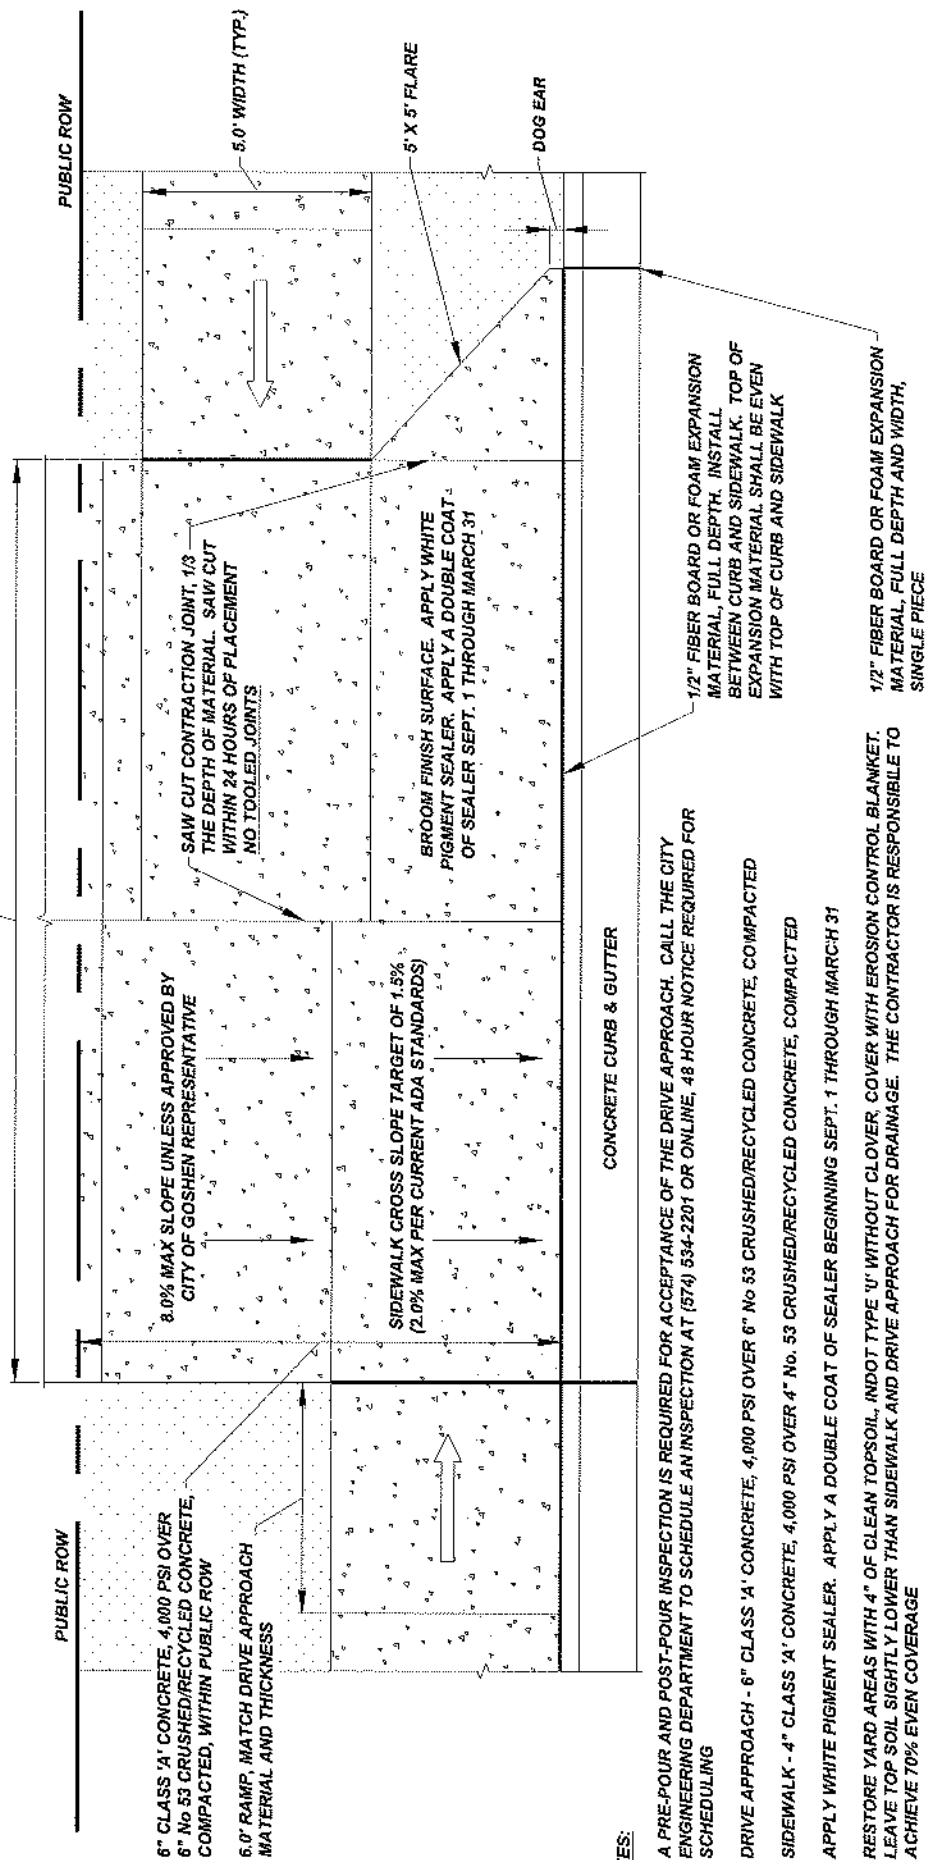 PUBLIC ROW
PUBLIC ROW
6" CLASS 'A' CONCRETE, 4,000 PSI OVER
6" No 53 CRUSHED/RECYCLED CONCRETE,
COMPACTED, WITHIN PUBLIC ROW
6.0' RAMP, MATCH DRIVE APPROACH
MATERIAL AND THICKNESS
8.0% MAX SLOPE UNLESS APPROVED BY
CITY OF GOSHEN REPRESENTATIVE
SIDEWALK CROSS SLOPE TARGET OF 1.5%
(2.0% MAX PER CURRENT ADA STANDARDS)
SAW CUT CONTRACTION JOINT, 1/3
THE DEPTH OF MATERIAL. SAW CUT
WITHIN 24 HOURS OF PLACEMENT
NO TOOLED JOINTS
BROOM FINISH SURFACE. APPLY WHITE
PIGMENT SEALER. APPLY A DOUBLE COAT
OF SEALER SEPT. 1 THROUGH MARCH 31
5.0' WIDTH (TYP.)
5' X 5' FLARE
DOG EAR
CONCRETE CURB & GUTTER
1/2" FIBER BOARD OR FOAM EXPANSION
MATERIAL, FULL DEPTH. INSTALL
BETWEEN CURB AND SIDEWALK. TOP OF
EXPANSION MATERIAL SHALL BE EVEN
WITH TOP OF CURB AND SIDEWALK
1/2" FIBER BOARD OR FOAM EXPANSION
MATERIAL, FULL DEPTH AND WIDTH,
SINGLE PIECE
TES:
A PRE-POUR AND POST-POUR INSPECTION IS REQUIRED FOR ACCEPTANCE OF THE DRIVE APPROACH. CALL THE CITY
ENGINEERING DEPARTMENT TO SCHEDULE AN INSPECTION AT (574) 534-2201 OR ONLINE, 48 HOUR NOTICE REQUIRED FOR
SCHEDULING
DRIVE APPROACH - 6" CLASS 'A' CONCRETE, 4,000 PSI OVER 6" No 53 CRUSHED/RECYCLED CONCRETE, COMPACTED
SIDEWALK - 4" CLASS 'A' CONCRETE, 4,000 PSI OVER 4" No. 53 CRUSHED/RECYCLED CONCRETE, COMPACTED
APPLY WHITE PIGMENT SEALER. APPLY A DOUBLE COAT OF SEALER BEGINNING SEPT. 1 THROUGH MARCH 31
RESTORE YARD AREAS WITH 4" OF CLEAN TOPSOIL, INDOT TYPE 'U' WITHOUT CLOVER, COVER WITH EROSION CONTROL BLANKET.
LEAVE TOP SOIL SIGHTLY LOWER THAN SIDEWALK AND DRIVE APPROACH FOR DRAINAGE. THE CONTRACTOR IS RESPONSIBLE TO
ACHIEVE 70% EVEN COVERAGE